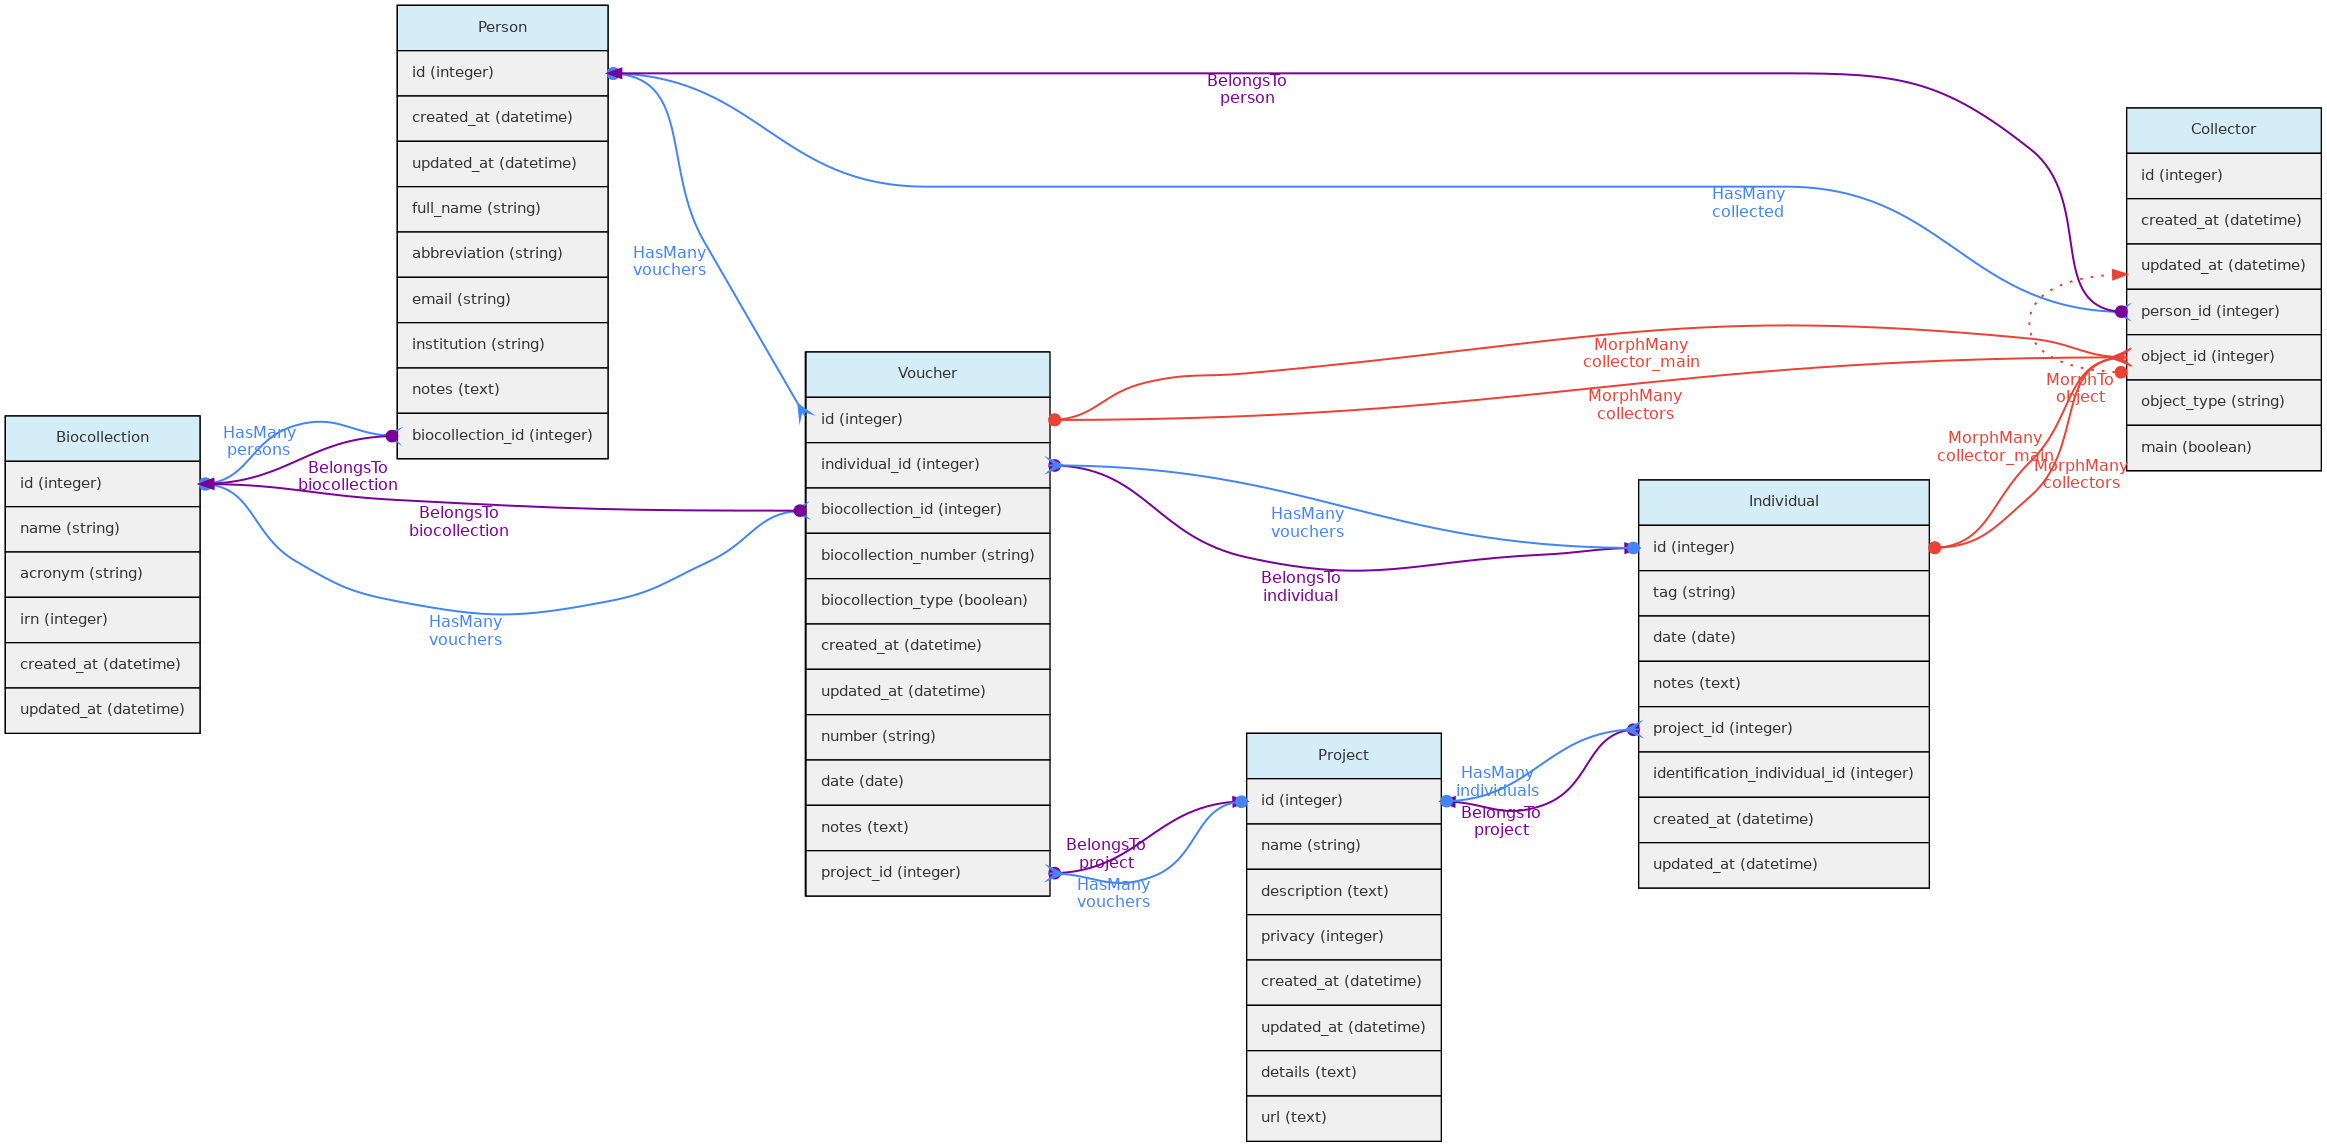 Person
id (integer)
created_at (datetime)
updated_at (datetime)
full_name (string)
abbreviation (string)
email (string)
institution (string)
notes (text)
biocollection_id (integer)
Biocollection
id (integer)
name (string)
acronym (string)
irn (integer)
created_at (datetime)
updated_at (datetime)
HasMany
persons
BelongsTo
biocollection
BelongsTo
biocollection
HasMany
vouchers
HasMany
vouchers
BelongsTo
person
HasMany
collected
Voucher
id (integer)
individual_id (integer)
biocollection_id (integer)
biocollection_number (string)
biocollection_type (boolean)
created_at (datetime)
updated_at (datetime)
number (string)
date (date)
notes (text)
project_id (integer)
MorphMany
collector_main
MorphMany
collectors
HasMany
vouchers
BelongsTo
individual
BelongsTo
project
HasMany
vouchers
Project
id (integer)
name (string)
description (text)
privacy (integer)
created_at (datetime)
updated_at (datetime)
details (text)
url (text)
HasMany
individuals
BelongsTo
project
Individual
id (integer)
tag (string)
date (date)
notes (text)
project_id (integer)
identification_individual_id (integer)
created_at (datetime)
updated_at (datetime)
MorphMany
collector_main
MorphMany
collectors
MorphTo
object
Collector
id (integer)
created_at (datetime)
updated_at (datetime)
person_id (integer)
object_id (integer)
object_type (string)
main (boolean)